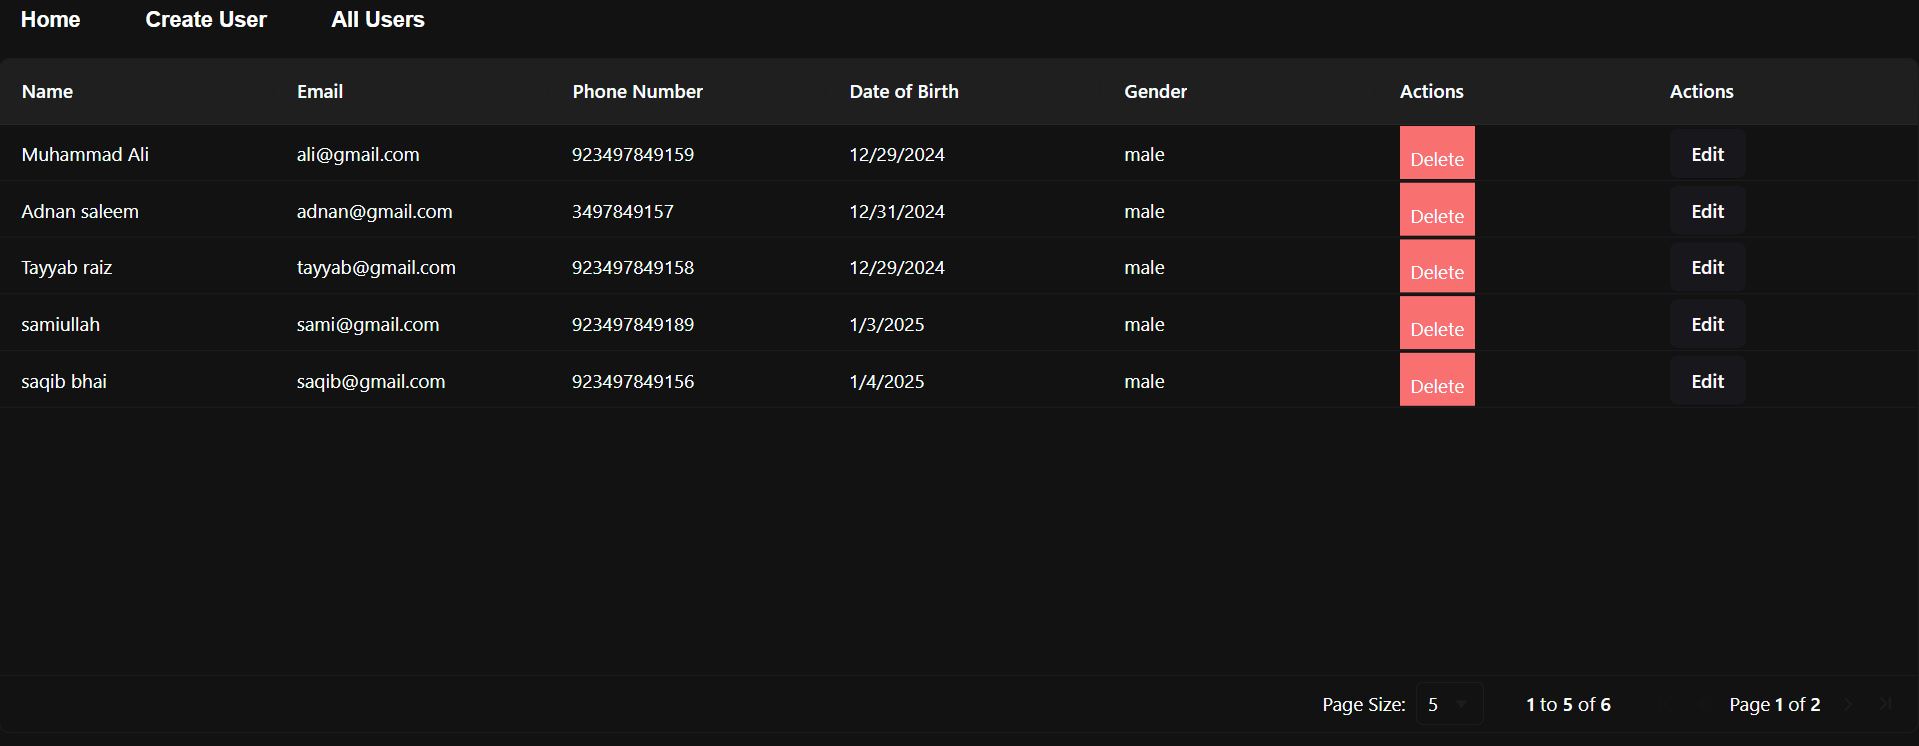 Home Create User All Users
Name Email Phone Number Date of Birth Gender Actions Actions
Muhammad Ali ali@gmail.com 923497849159 12/29/2024 male Delete Edit
Adnan saleem adnan@gmail.com 3497849157 12/31/2024 male Delete Edit
Tayyab raiz tayyab@gmail.com 923497849158 12/29/2024 male Delete Edit
samiullah sami@gmail.com 923497849189 1/3/2025 male Delete Edit
saqib bhai saqib@gmail.com 923497849156 1/4/2025 male Delete Edit
Page Size: 5 1 to 5 of 6 Page 1 of 2